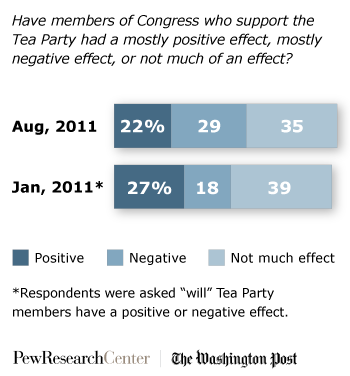 Have members of Congress who support the
Tea Party had a mostly positive effect, mostly
negative effect, or not much of an effect?
Aug, 2011 22% 29 35
Jan, 2011* 27% 18 39
Positive Negative Not much effect
*Respondents were asked “will” Tea Party
members have a positive or negative effect.
PewResearchCenter The Washington Post